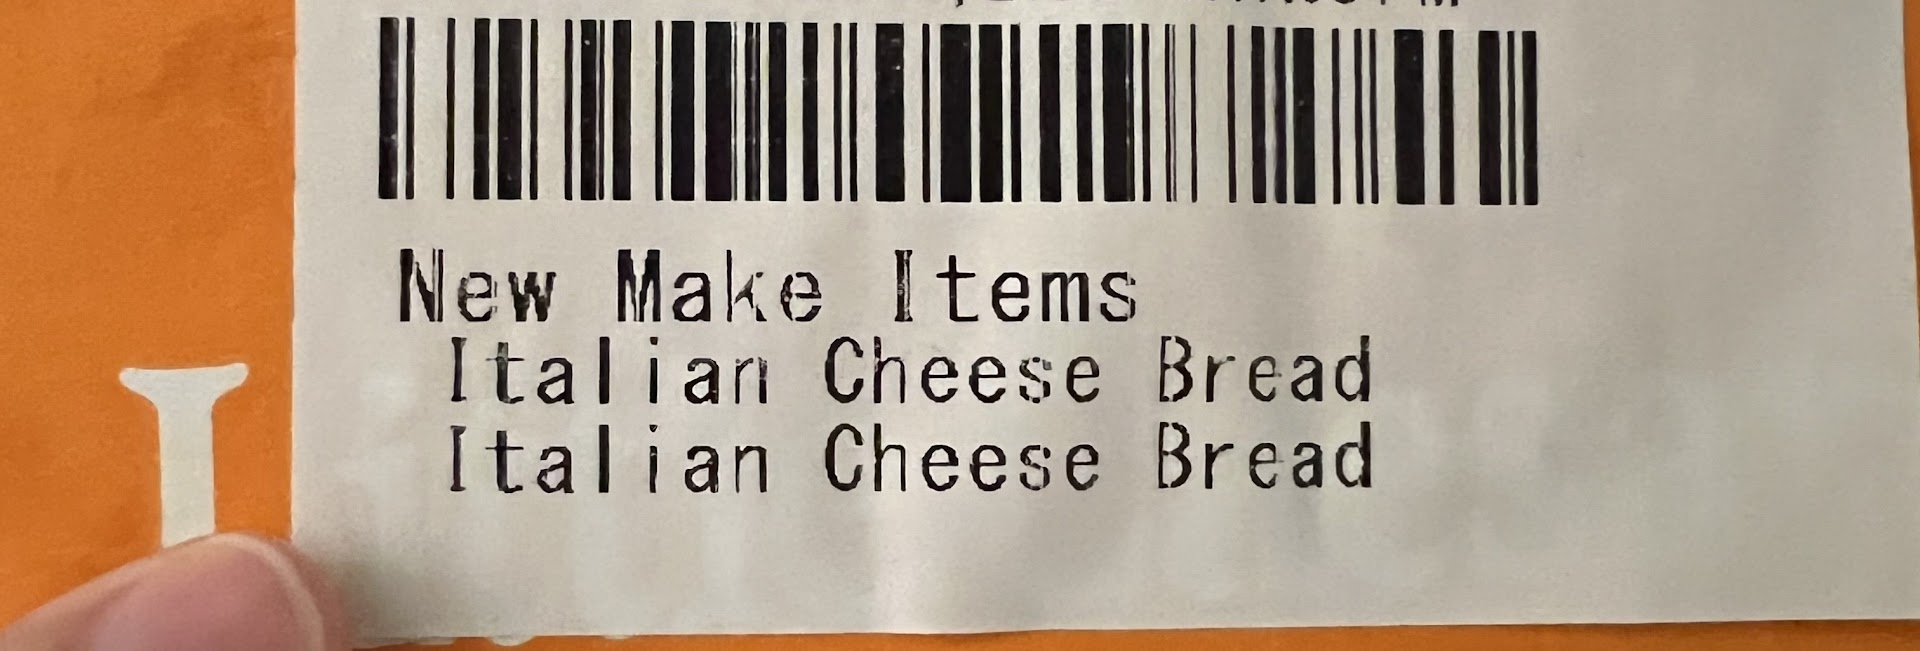 New Make Items
Italian Cheese Bread
Italian Cheese Bread